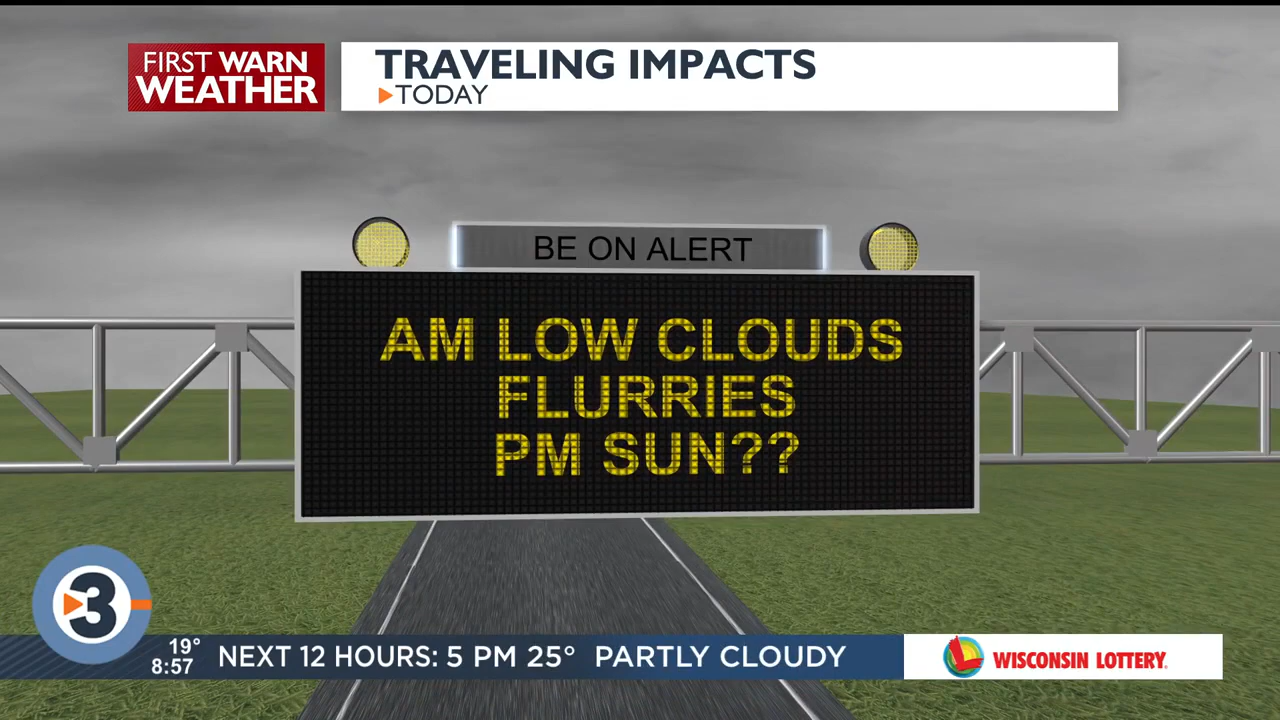 FIRST WARN
WEATHER
TRAVELING IMPACTS
TODAY
BE ON ALERT
AM LOW CLOUDS
FLURRIES
PM SUN??
3
19°
8:57
NEXT 12 HOURS: 5 PM 25° PARTLY CLOUDY
WISCONSIN LOTTERY